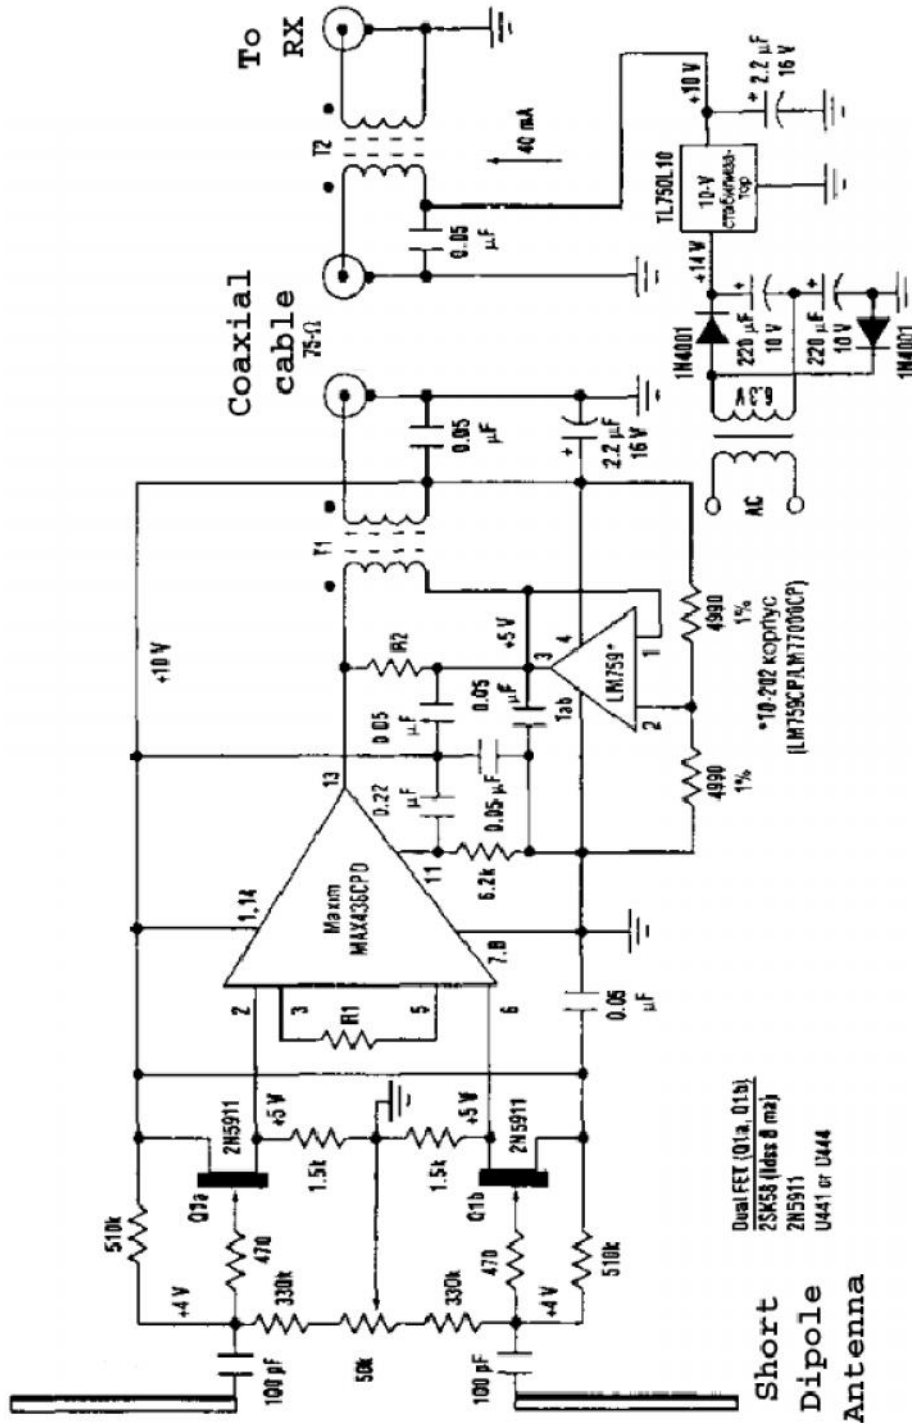 100 pF
+4 V
510k
470
330k
50k
330k
100 pF
470
+4 V
510k
Q1a
2N5911
+5 V
1.5k
1.5k
+5 V
Q1b
2N5911
Dual FET (Q1a, Q1b)
2SK58 (Idss 8 ma)
2N5911
U441 or U444
Short
Dipole
Antenna
2
3
R1
5
6
Maxim
MAX436CPD
1,14
7,8
13
11
0.05
µF
+10 V
0.22
µF
6.2k
0.05
µF
0.05 µF
R2
0.05
µF
Tab
+5 V
3
4
LM759*
1
2
4990
1%
4990
1%
*10-202 корпус
(LM759CP/LM77000CP)
T1
0.05
µF
2.2 µF
16 V
Coaxial
cable
75-Ω
0.05
µF
T2
To
RX
40 mA
AC
6.3 V
1N4001
220 µF
10 V
220 µF
10 V
1N4001
+14 V
TL750L10
10-V
стабилиза-
тор
+10 V
2.2 µF
16 V